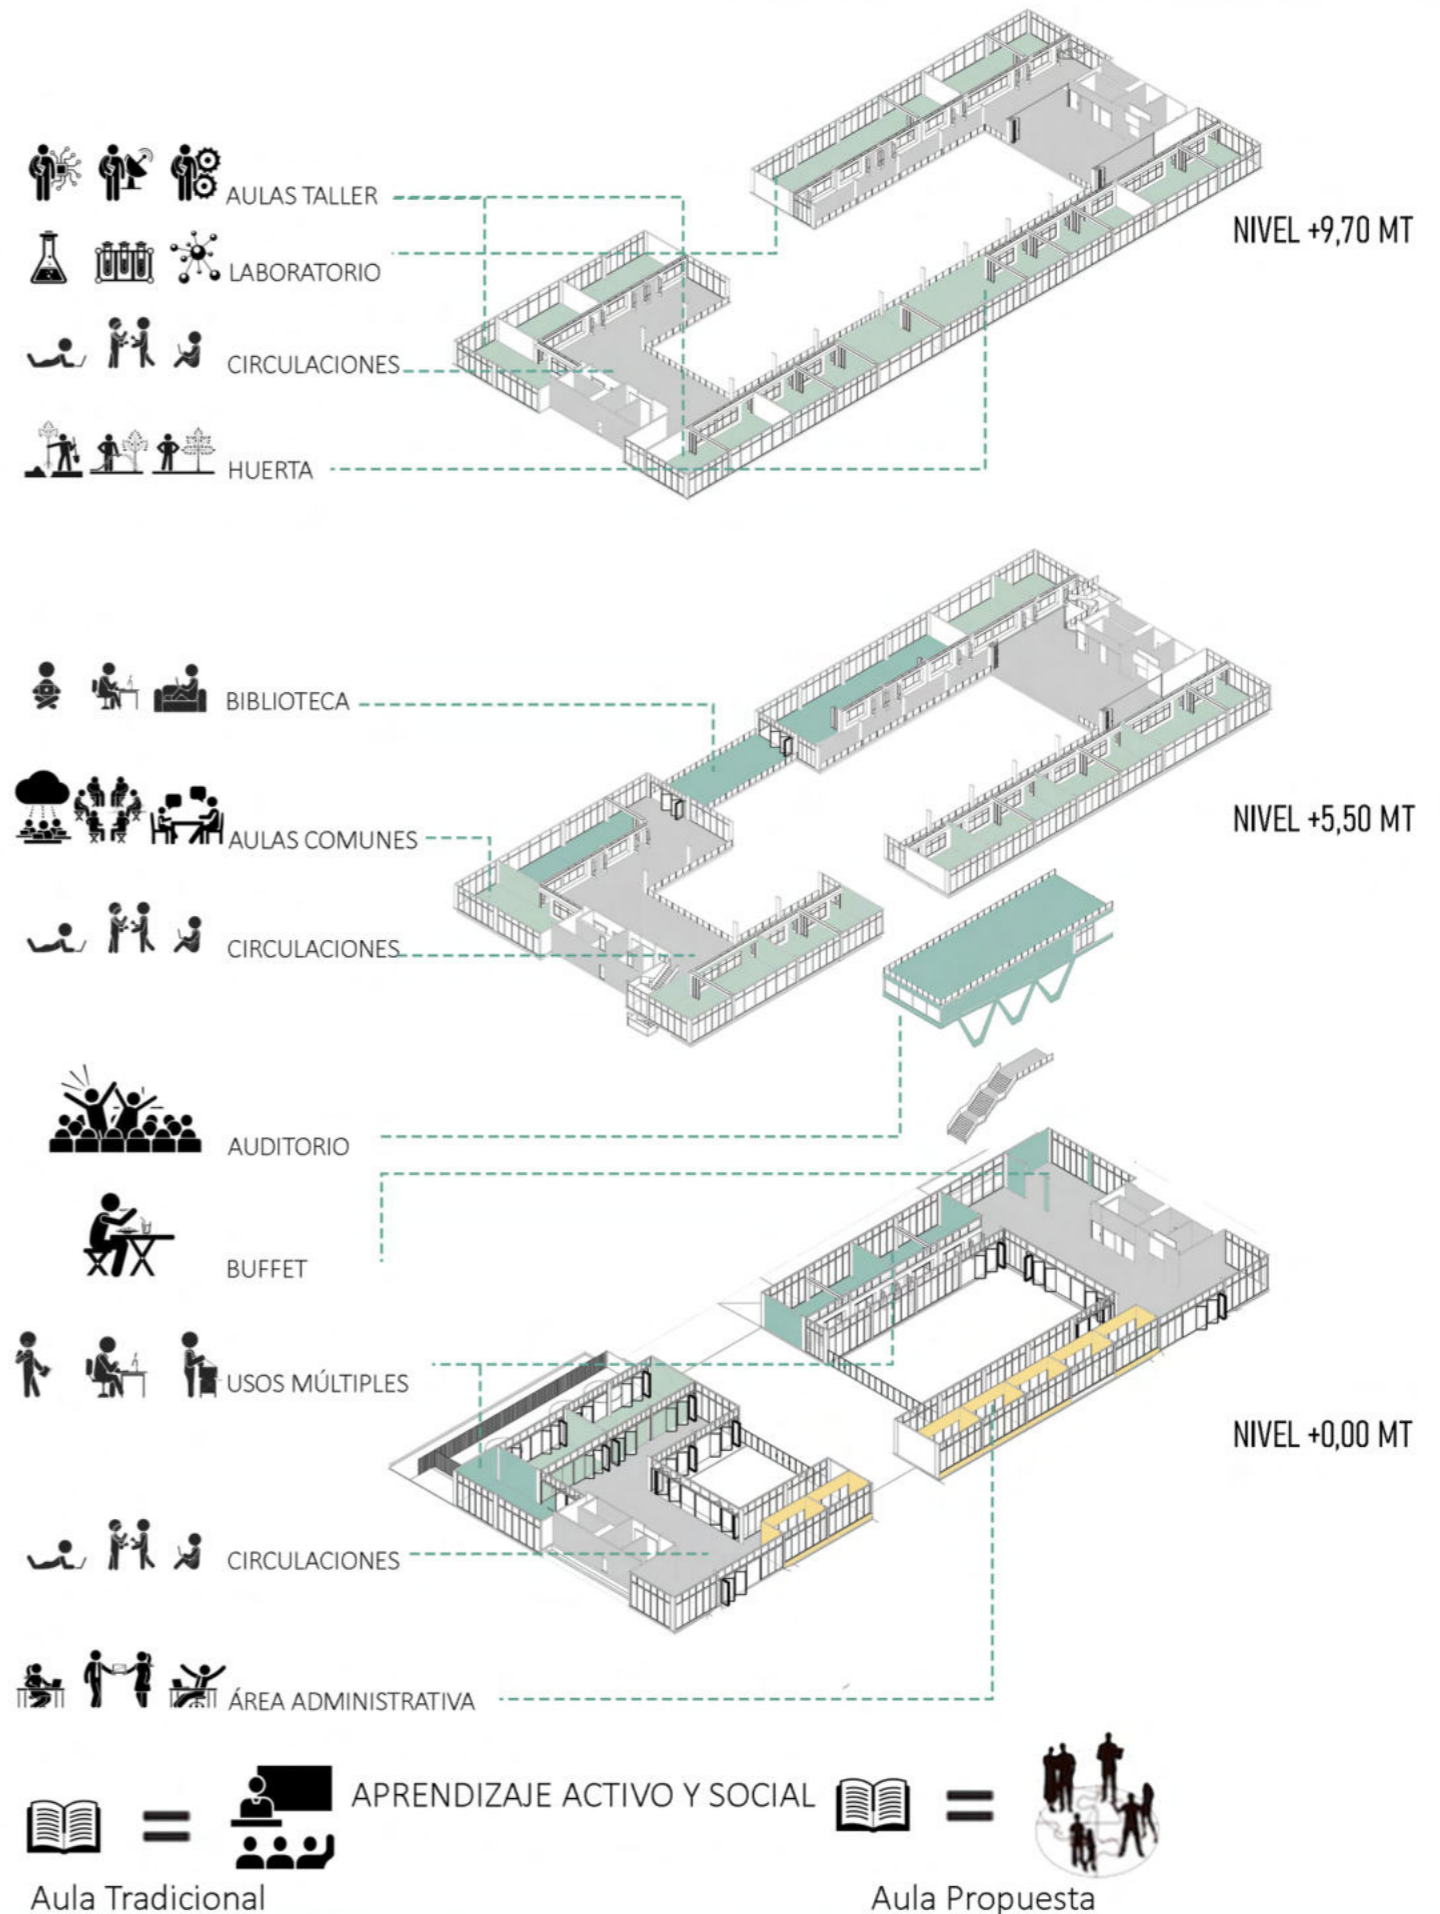 AULAS TALLER
NIVEL +9,70 MT
LABORATORIO
CIRCULACIONES
HUERTA
BIBLIOTECA
NIVEL +5,50 MT
AULAS COMUNES
CIRCULACIONES
AUDITORIO
BUFFET
USOS MÚLTIPLES
NIVEL +0,00 MT
CIRCULACIONES
ÁREA ADMINISTRATIVA
APRENDIZAJE ACTIVO Y SOCIAL
Aula Tradicional
Aula Propuesta